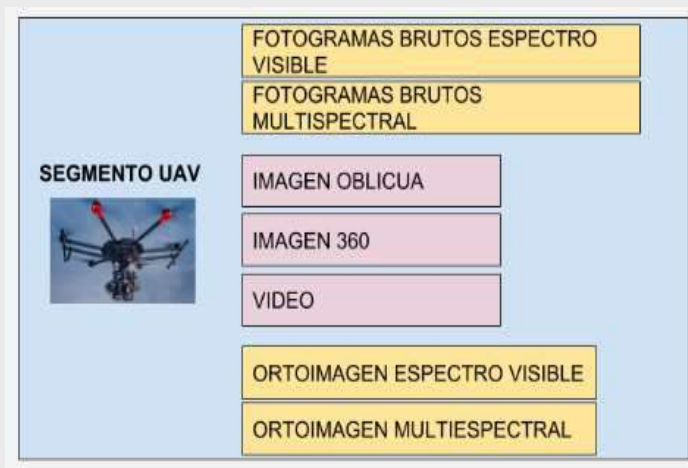 FOTOGRAMAS BRUTOS ESPECTRO
VISIBLE
FOTOGRAMAS BRUTOS
MULTISPECTRAL
SEGMENTO UAV
IMAGEN OBLICUA
IMAGEN 360
VIDEO
ORTOIMAGEN ESPECTRO VISIBLE
ORTOIMAGEN MULTIESPECTRAL